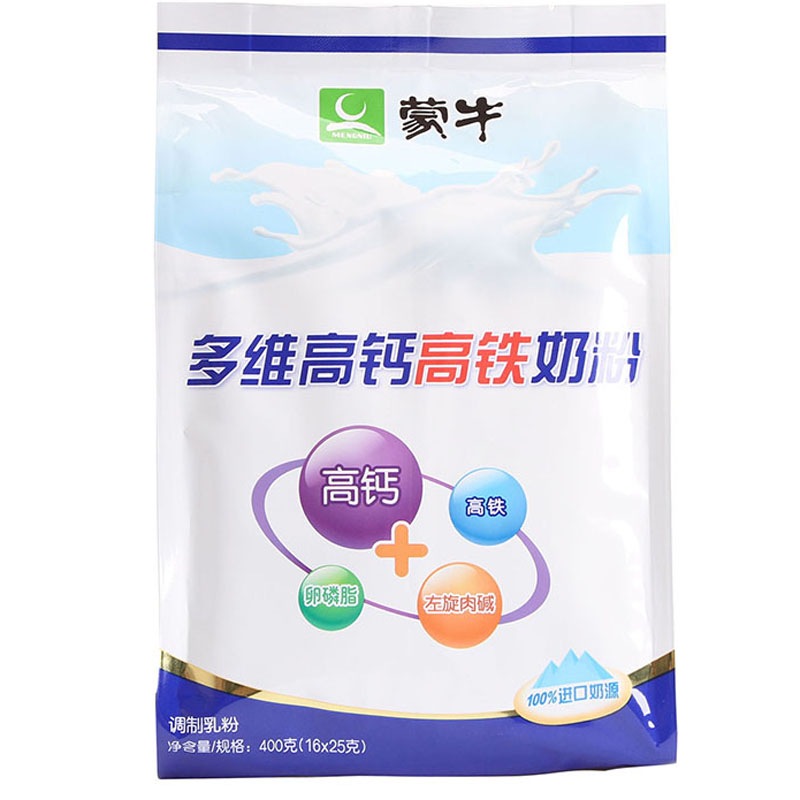 蒙牛
MENGNIU
多维高钙高铁奶粉
高钙
高铁
卵磷脂
左旋肉碱
100%进口奶源
调制乳粉
净含量/规格：400克(16x25克)